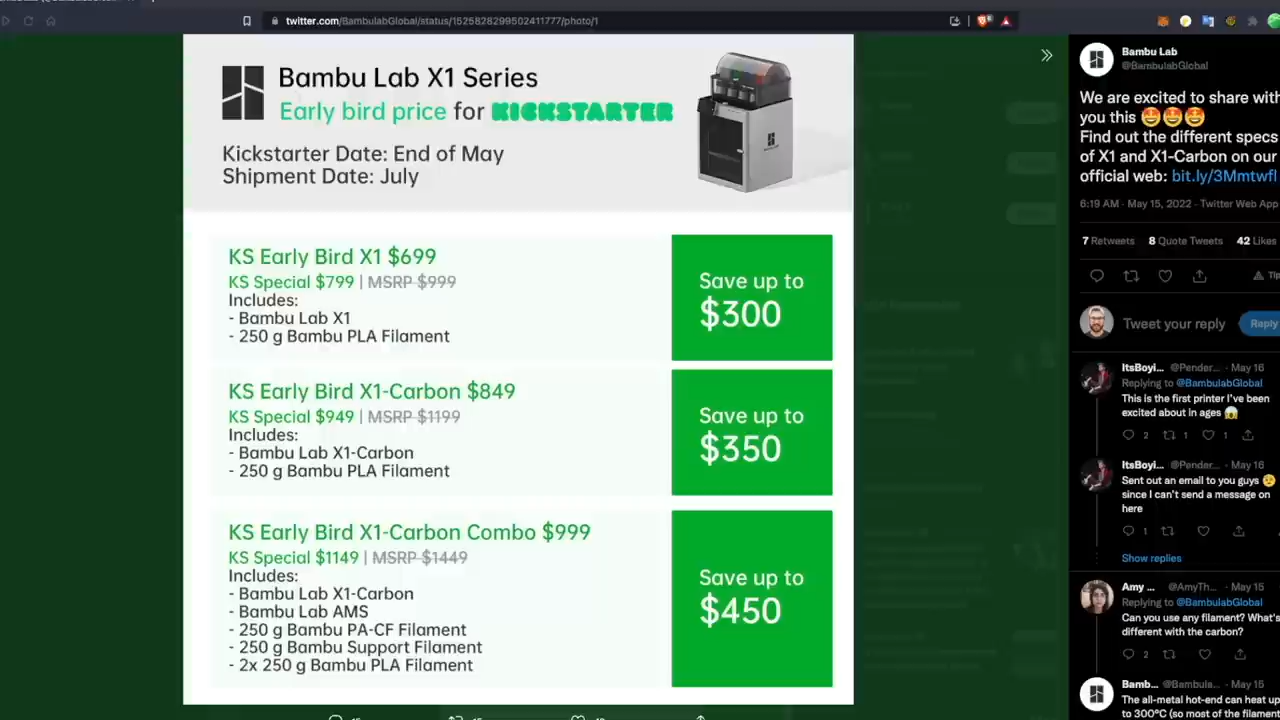 twitter.com/BambulabGlobal/status/1525828299502411777/photo/1
Bambu Lab X1 Series
Early bird price for KICKSTARTER
Kickstarter Date: End of May
Shipment Date: July
KS Early Bird X1 $699
KS Special $799 | MSRP $999
Includes:
- Bambu Lab X1
- 250 g Bambu PLA Filament
Save up to
$300
KS Early Bird X1-Carbon $849
KS Special $949 | MSRP $1199
Includes:
- Bambu Lab X1-Carbon
- 250 g Bambu PLA Filament
Save up to
$350
KS Early Bird X1-Carbon Combo $999
KS Special $1149 | MSRP $1449
Includes:
- Bambu Lab X1-Carbon
- Bambu Lab AMS
- 250 g Bambu PA-CF Filament
- 250 g Bambu Support Filament
- 2x 250 g Bambu PLA Filament
Save up to
$450
Bambu Lab
@BambulabGlobal
We are excited to share with
you this 🤩🤩🤩
Find out the different specs
of X1 and X1-Carbon on our
official web: bit.ly/3Mmtwfl
6:19 AM · May 15, 2022 · Twitter Web App
7 Retweets 8 Quote Tweets 42 Likes
Tip
Tweet your reply
Reply
ItsBoyi... @Pender... · May 16
Replying to @BambulabGlobal
This is the first printer I've been
excited about in ages 😱
2 1 1
ItsBoyi... @Pender... · May 16
Sent out an email to you guys 🥺
since I can't send a message on
here
1
Show replies
Amy ... @AmyTh... · May 15
Replying to @BambulabGlobal
Can you use any filament? What's
different with the carbon?
2
Bamb... @Bambula... · May 15
The all-metal hot-end can heat up
to 300°C (so most of the filament